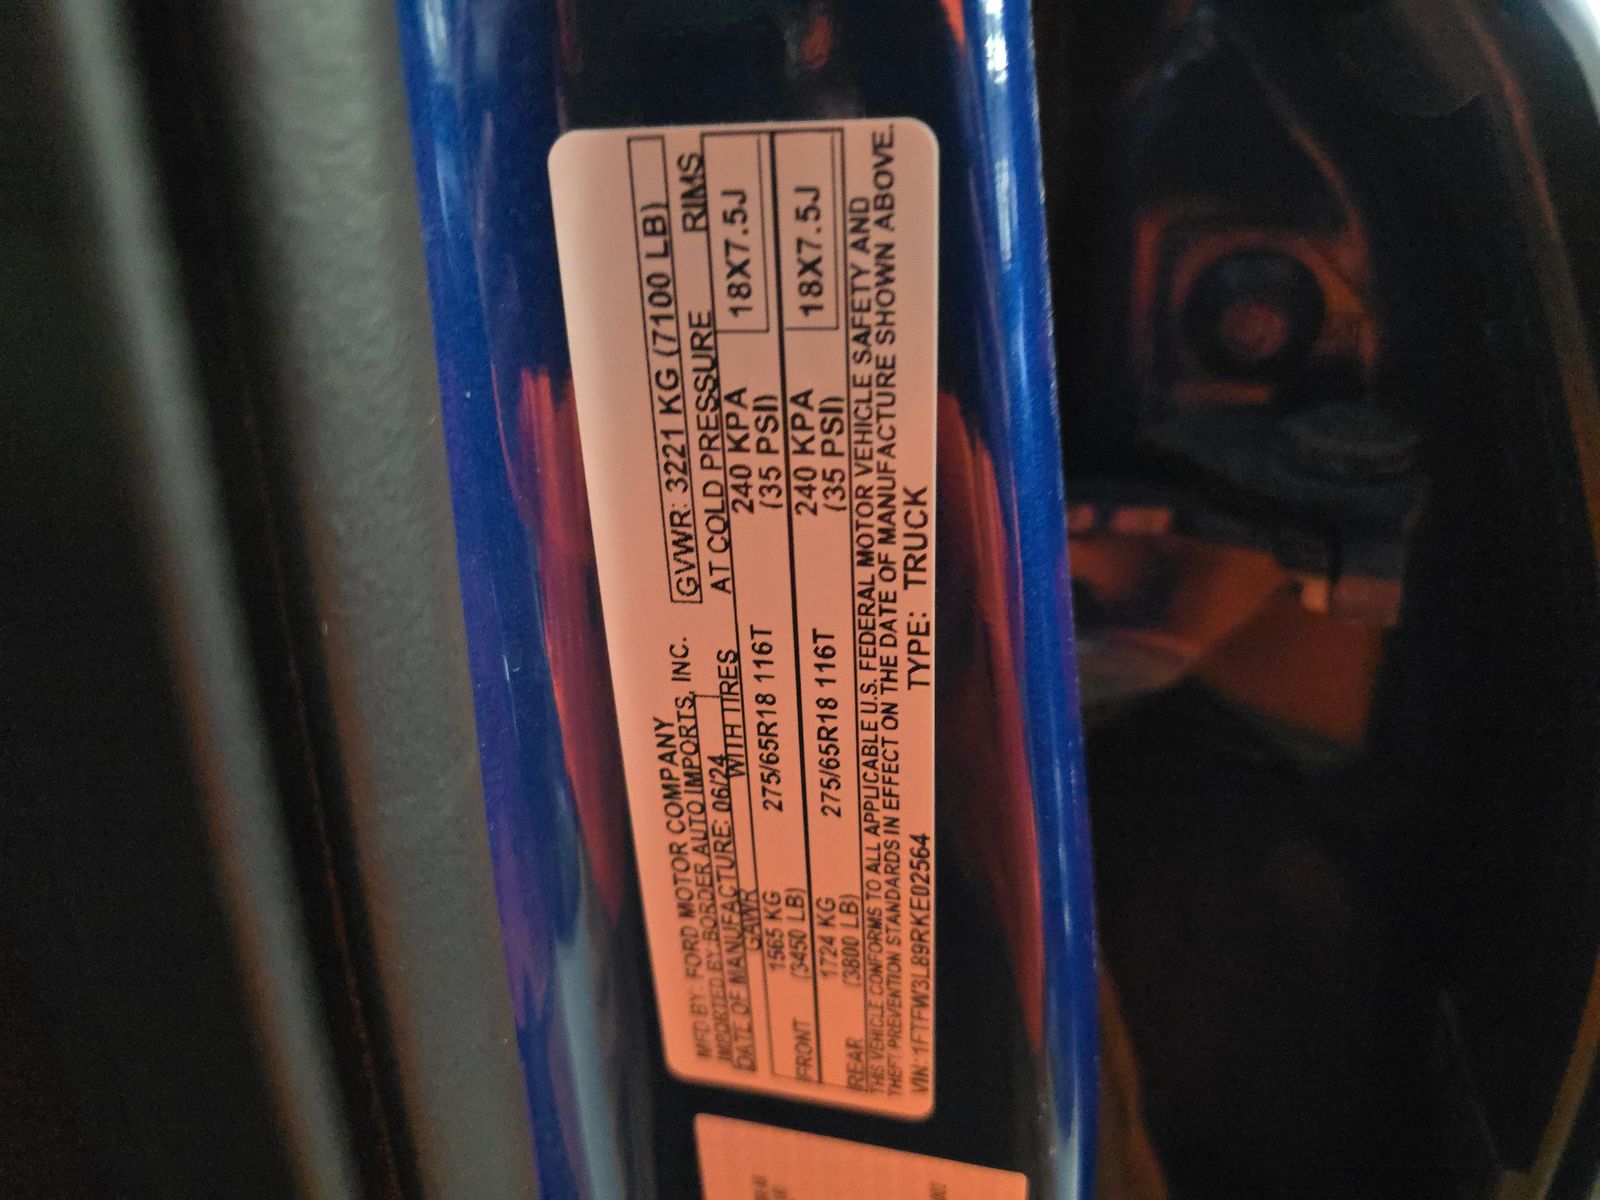 MFD BY: FORD MOTOR COMPANY
IMPORTED BY: BORDER AUTO IMPORTS, INC.
DATE OF MANUFACTURE: 06/24 GVWR: 3221 KG (7100 LB)
GAWR WITH TIRES AT COLD PRESSURE RIMS
FRONT 1565 KG 275/65R18 116T 240 KPA 18X7.5J
(3450 LB) (35 PSI)
REAR 1724 KG 275/65R18 116T 240 KPA 18X7.5J
(3800 LB) (35 PSI)
THIS VEHICLE CONFORMS TO ALL APPLICABLE U.S. FEDERAL MOTOR VEHICLE SAFETY AND
THEFT PREVENTION STANDARDS IN EFFECT ON THE DATE OF MANUFACTURE SHOWN ABOVE.
VIN: 1FTFW3L89RKE02564 TYPE: TRUCK